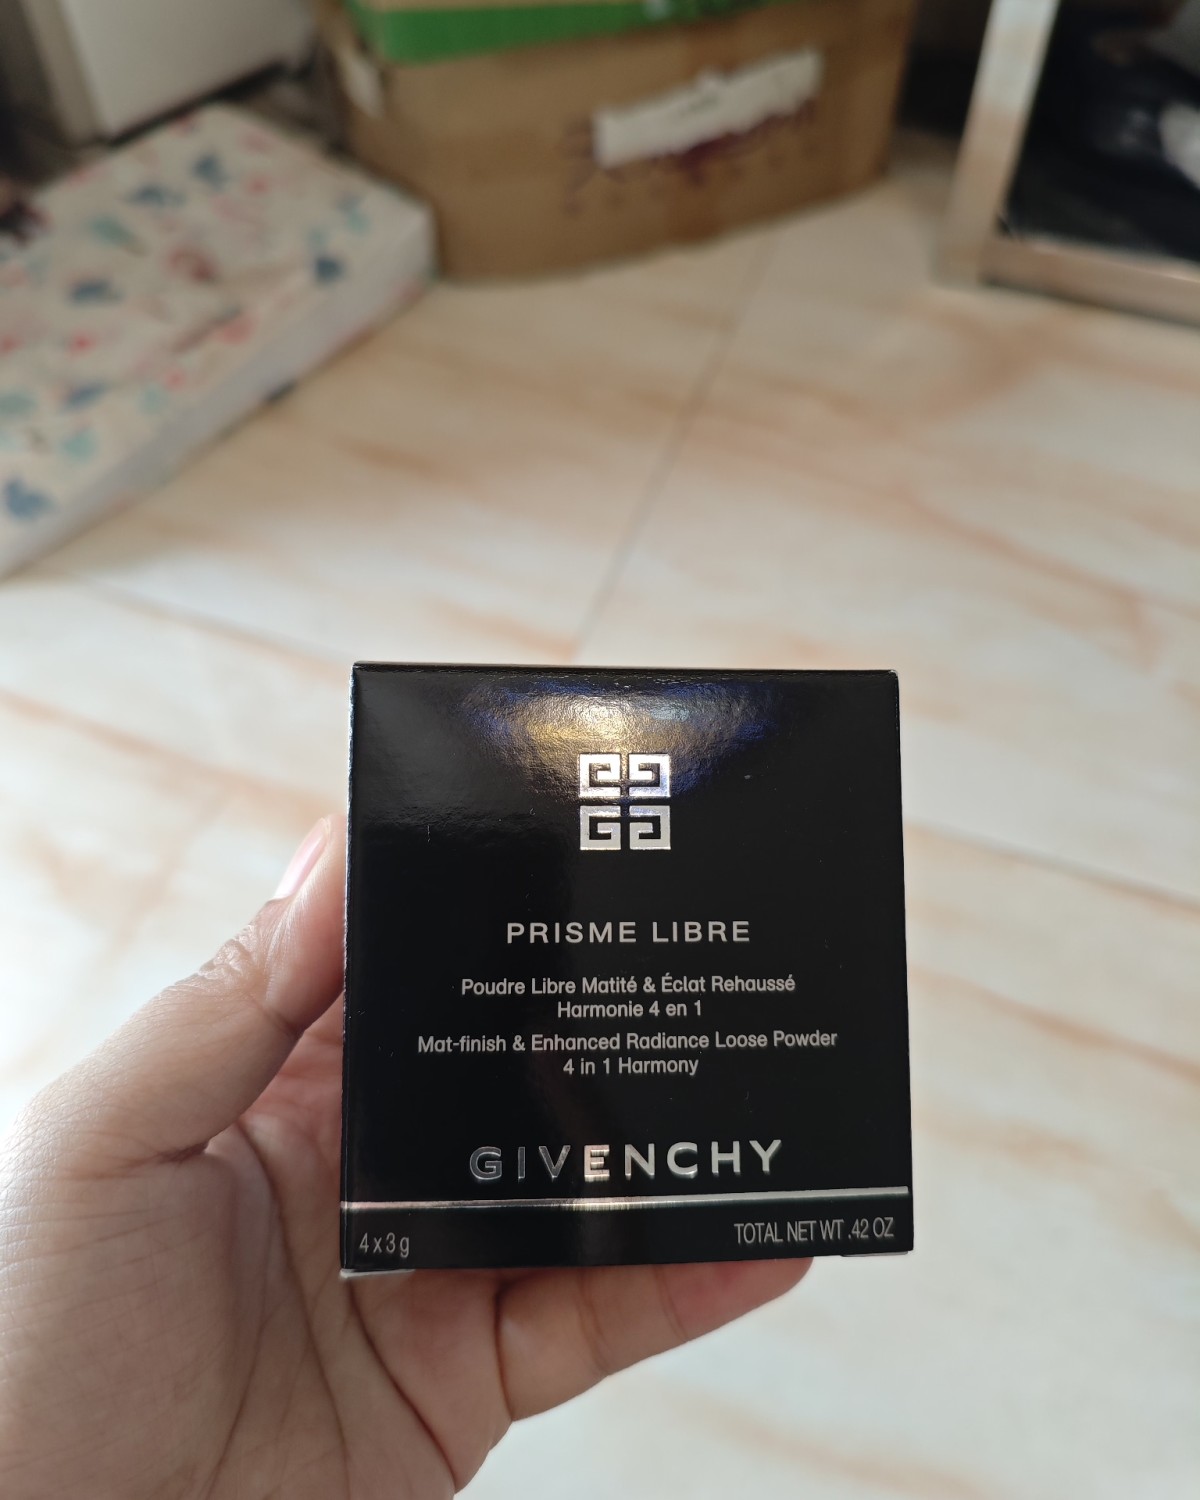 PRISME LIBRE
Poudre Libre Matité & Éclat Rehaussé
Harmonie 4 en 1
Mat-finish & Enhanced Radiance Loose Powder
4 in 1 Harmony
GIVENCHY
4 x 3 g
TOTAL NET WT .42 OZ